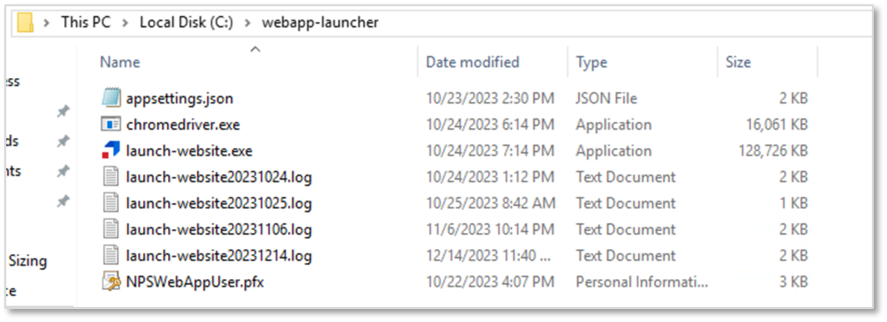 This PC > Local Disk (C:) > webapp-launcher
Name Date modified Type Size
ess
appsettings.json 10/23/2023 2:30 PM JSON File 2 KB
chromedriver.exe 10/24/2023 6:14 PM Application 16,061 KB
ds launch-website.exe 10/24/2023 7:14 PM Application 128,726 KB
nts launch-website20231024.log 10/24/2023 1:12 PM Text Document 2 KB
launch-website20231025.log 10/25/2023 8:42 AM Text Document 1 KB
launch-website20231106.log 11/6/2023 10:14 PM Text Document 2 KB
Sizing launch-website20231214.log 12/14/2023 11:40 ... Text Document 2 KB
ce NPSWebAppUser.pfx 10/22/2023 4:07 PM Personal Informati... 3 KB